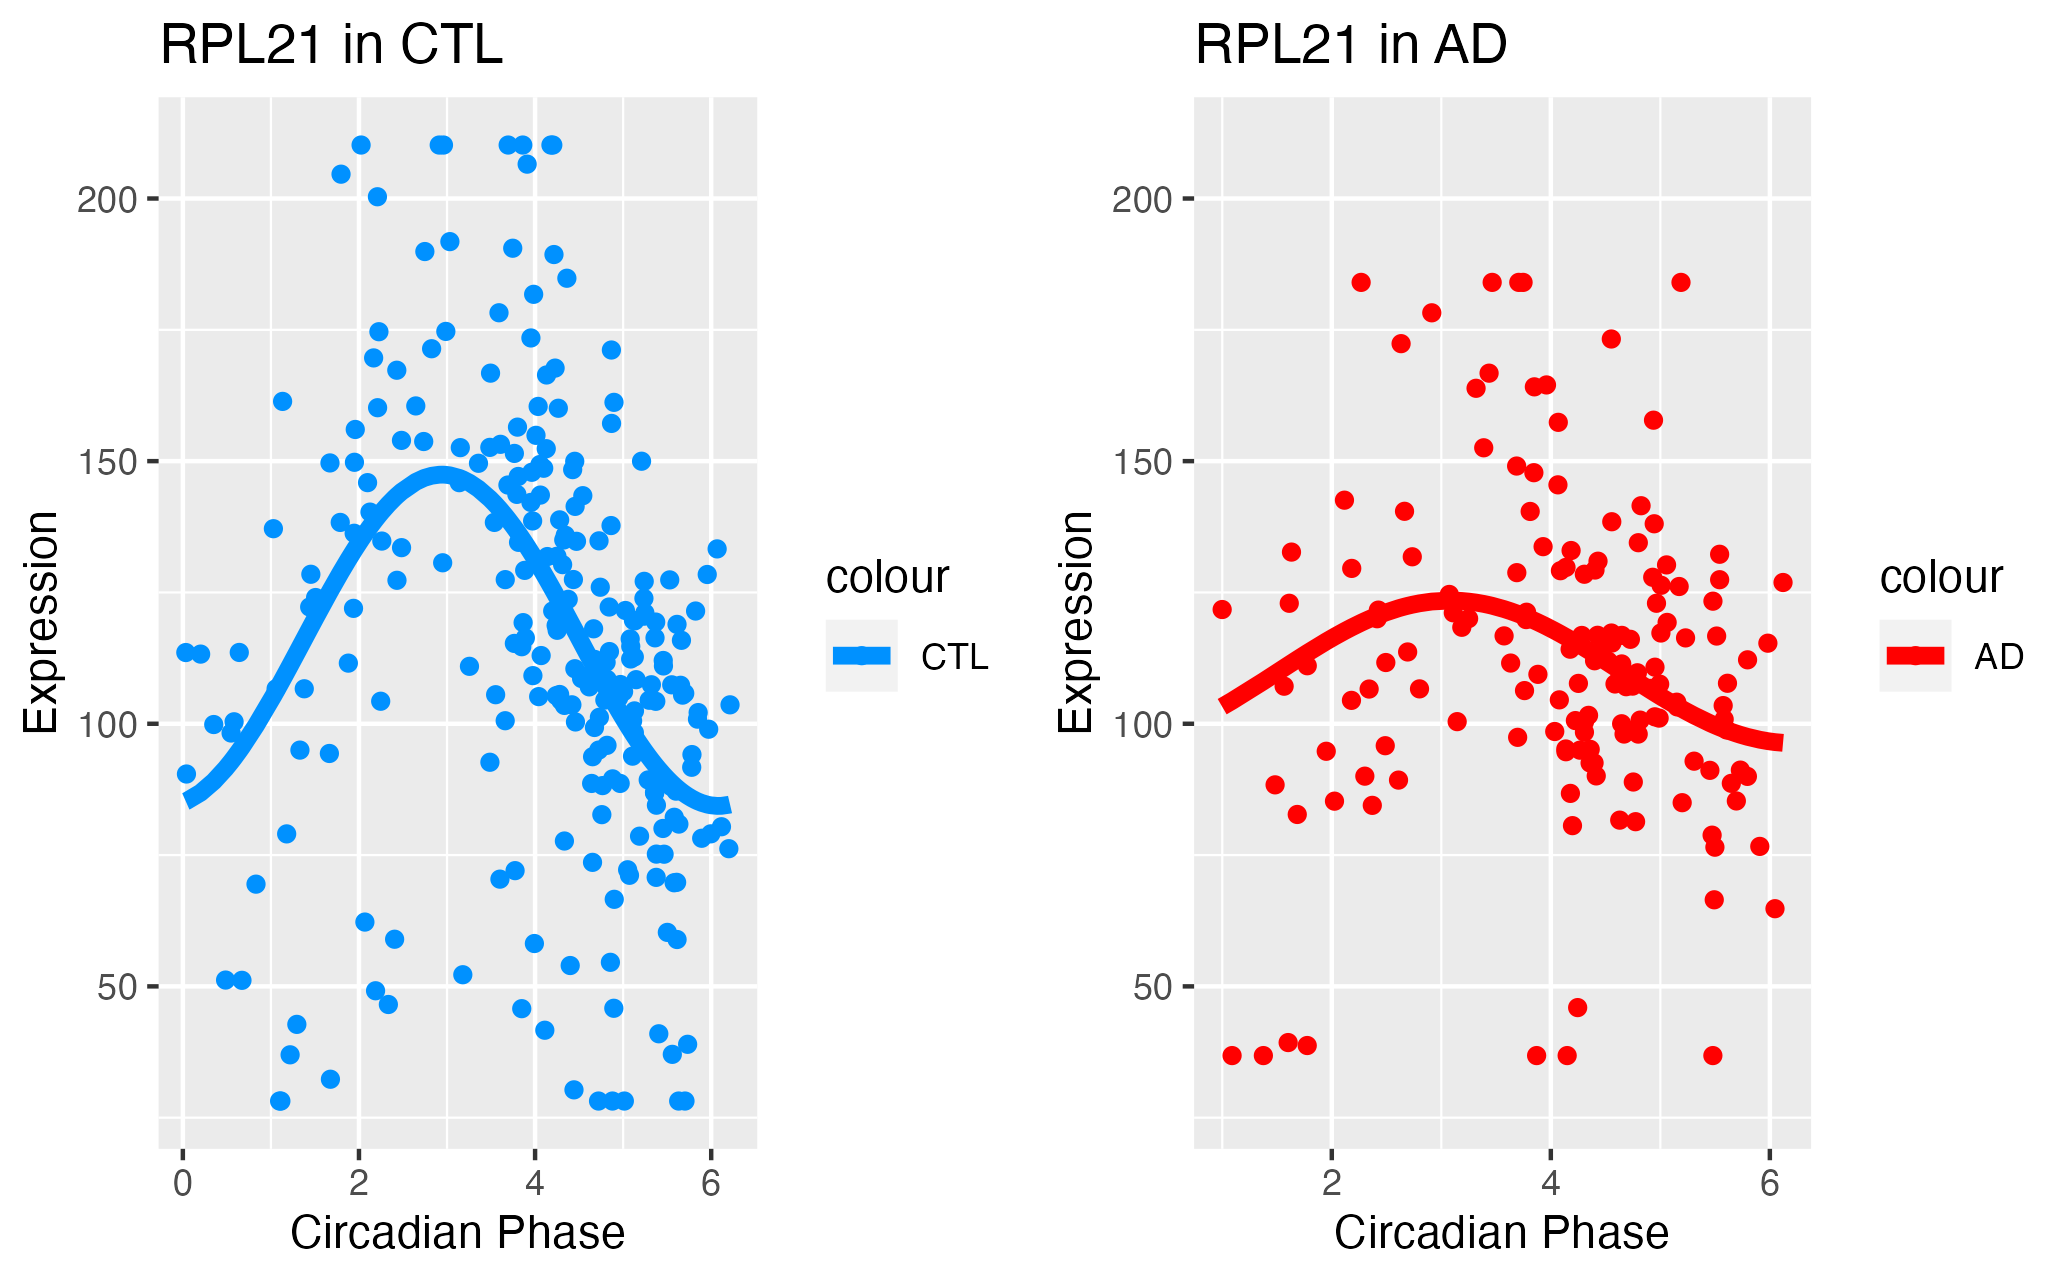 RPL21 in CTL
Expression
200
150
100
50
0 2 4 6
Circadian Phase
colour
CTL
RPL21 in AD
Expression
200
150
100
50
2 4 6
Circadian Phase
colour
AD